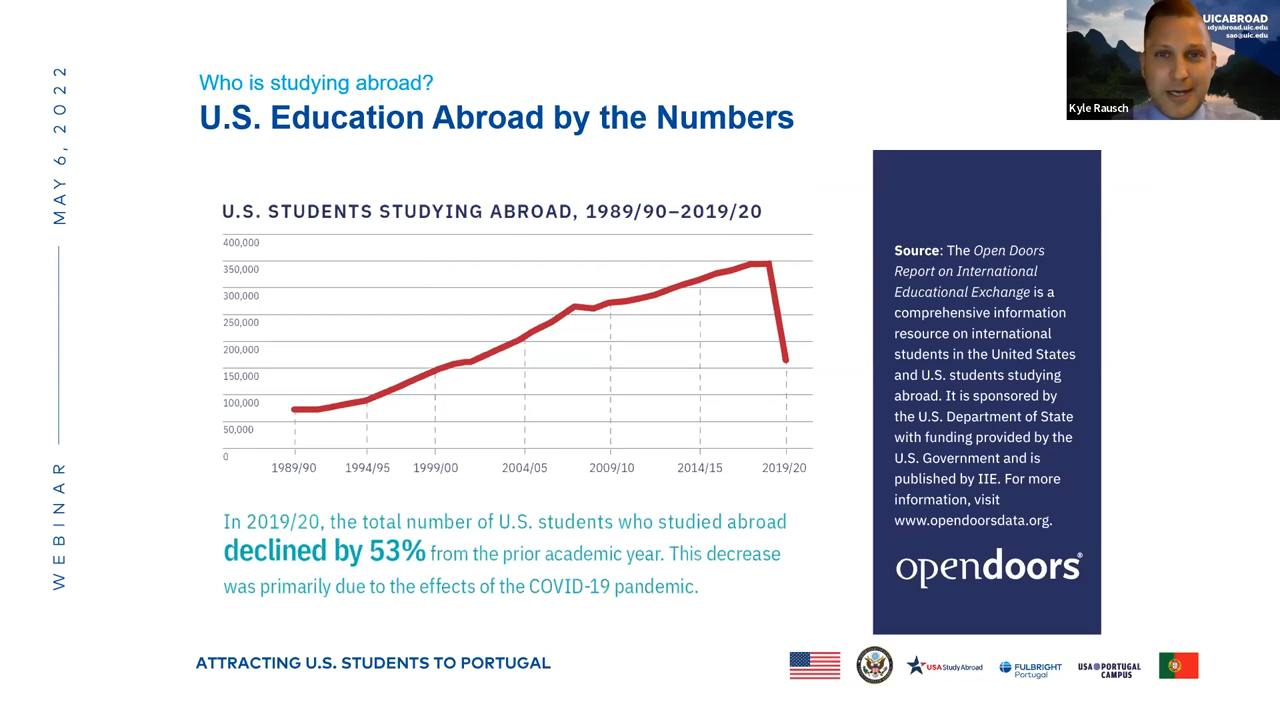 UICABROAD
udyabroad.uic.edu
sao@uic.edu
Kyle Rausch
WEBINAR
MAY 6, 2022
Who is studying abroad?
U.S. Education Abroad by the Numbers
U.S. STUDENTS STUDYING ABROAD, 1989/90–2019/20
400,000
350,000
300,000
250,000
200,000
150,000
100,000
50,000
0
1989/90 1994/95 1999/00 2004/05 2009/10 2014/15 2019/20
In 2019/20, the total number of U.S. students who studied abroad
declined by 53% from the prior academic year. This decrease
was primarily due to the effects of the COVID-19 pandemic.
Source: The Open Doors
Report on International
Educational Exchange is a
comprehensive information
resource on international
students in the United States
and U.S. students studying
abroad. It is sponsored by
the U.S. Department of State
with funding provided by the
U.S. Government and is
published by IIE. For more
information, visit
www.opendoorsdata.org.
opendoors®
ATTRACTING U.S. STUDENTS TO PORTUGAL
USA StudyAbroad
FULBRIGHT
Portugal
USA@PORTUGAL
CAMPUS